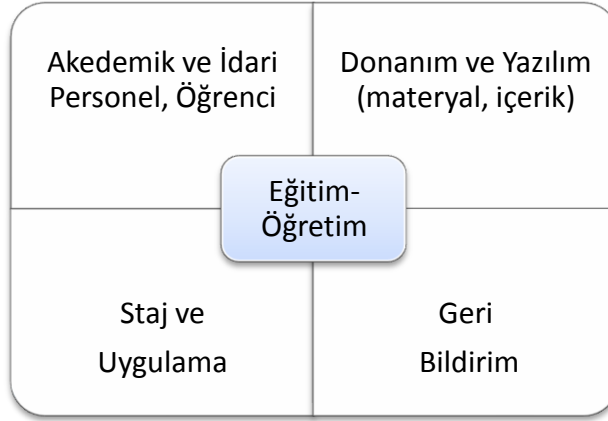 Akedemik ve İdari
Personel, Öğrenci
Donanım ve Yazılım
(materyal, içerik)
Eğitim-
Öğretim
Staj ve
Uygulama
Geri
Bildirim